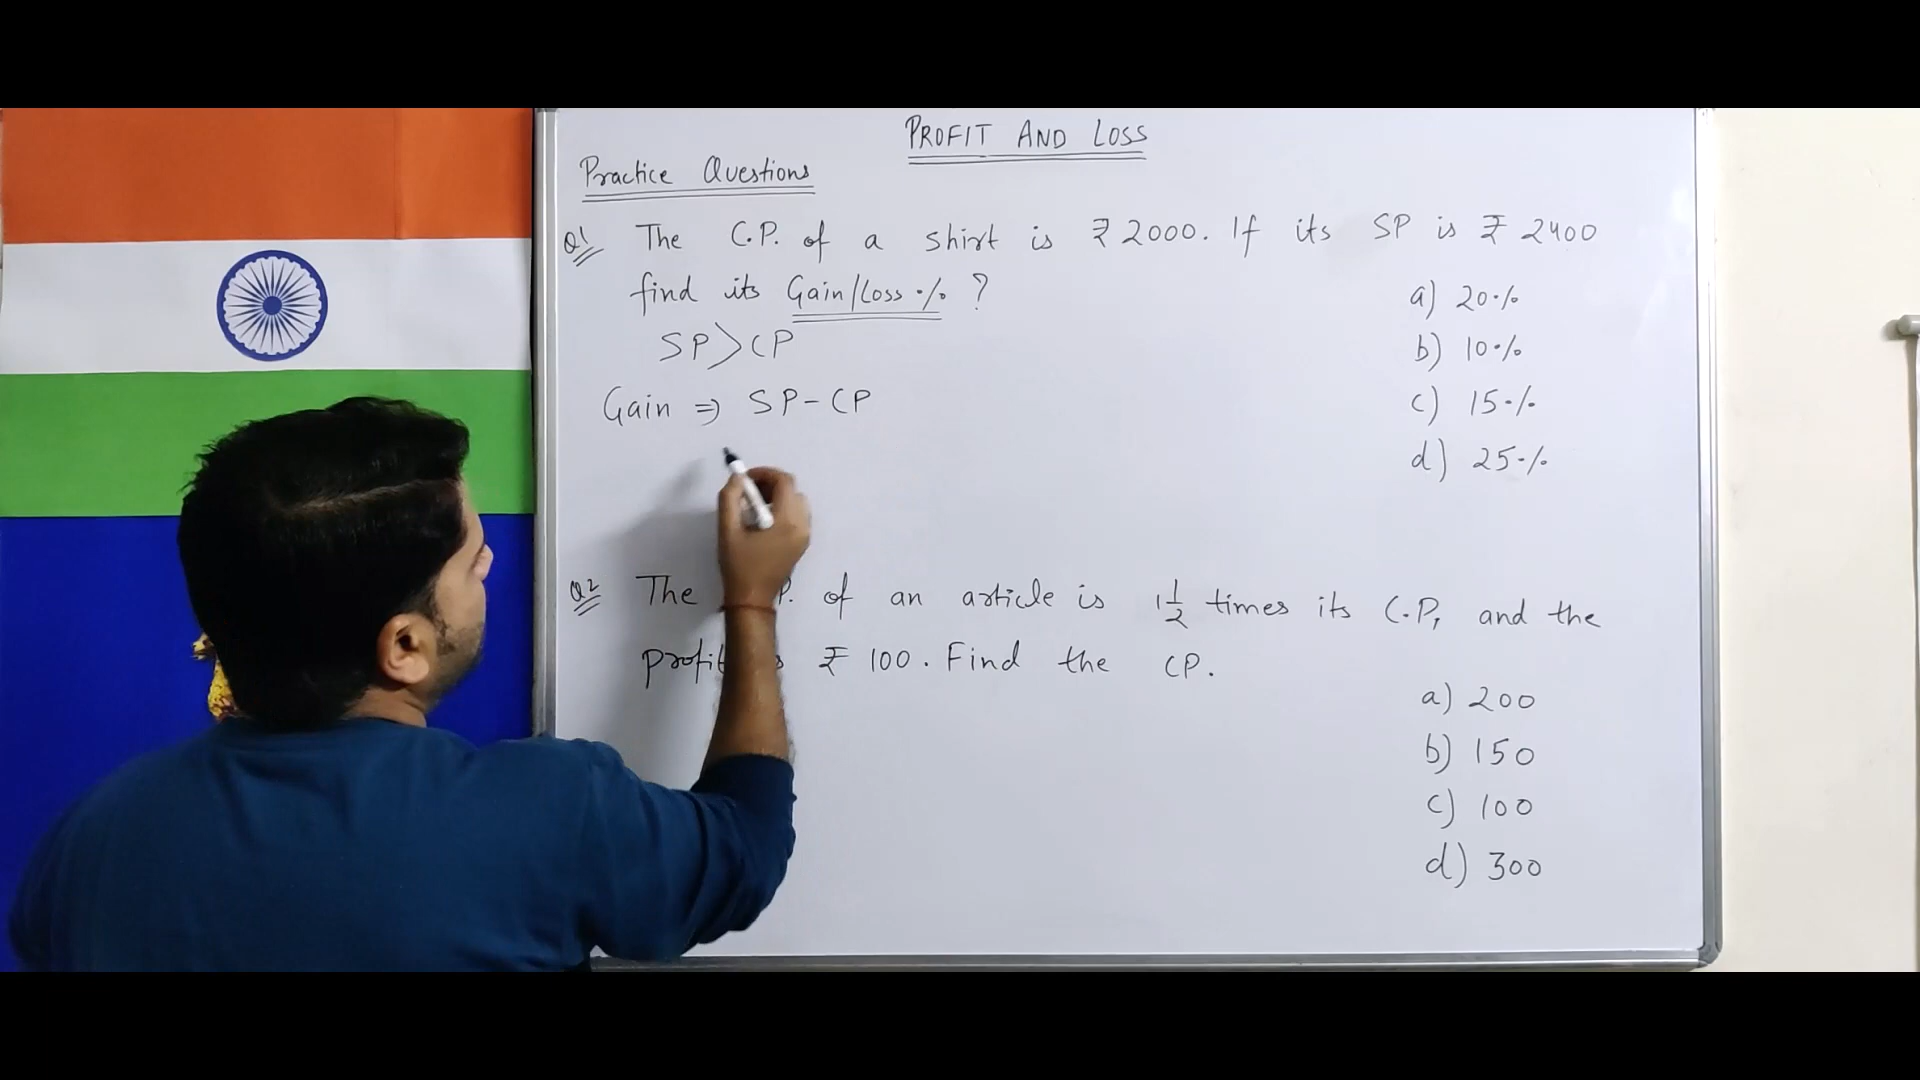 PROFIT AND LOSS
Practice Questions
Q1 The C.P. of a shirt is ₹ 2000. If its SP is ₹ 2400
find its Gain/Loss % ?
a) 20%
SP > CP
b) 10%
Gain ⇒ SP - CP
c) 15%
d) 25%
Q2 The P. of an article is 1 1/2 times its C.P, and the
₹ 100. Find the CP.
a) 200
b) 150
c) 100
d) 300